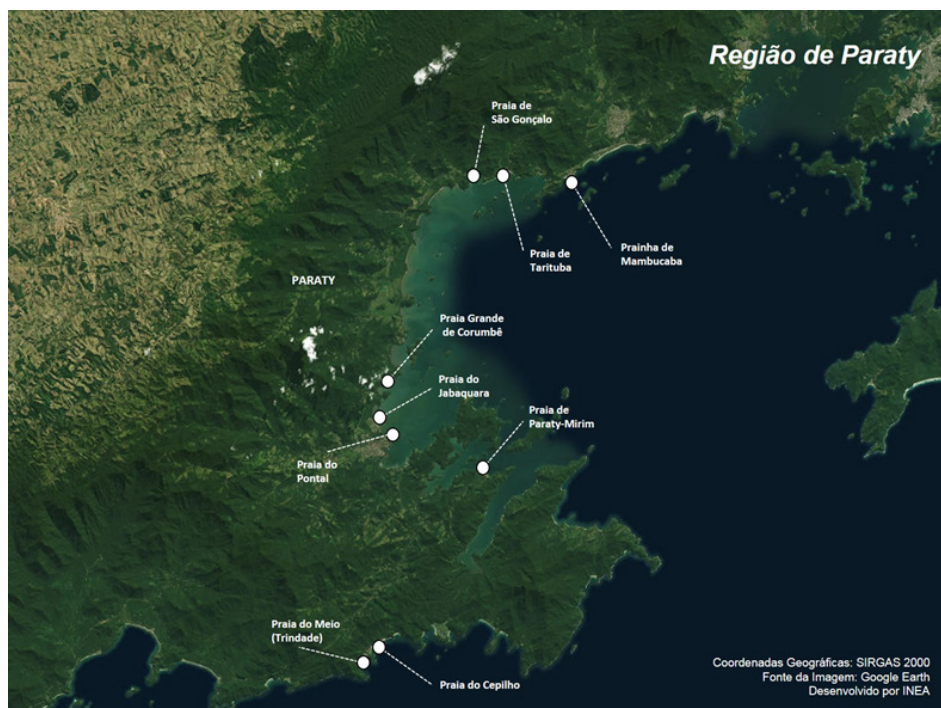 Região de Paraty
Praia de
São Gonçalo
Praia de
Tarituba
Prainha de
Mambucaba
PARATY
Praia Grande
de Corumbê
Praia do
Jabaquara
Praia de
Paraty-Mirim
Praia do
Pontal
Praia do Meio
(Trindade)
Praia do Cepilho
Coordenadas Geográficas: SIRGAS 2000
Fonte da Imagem: Google Earth
Desenvolvido por INEA